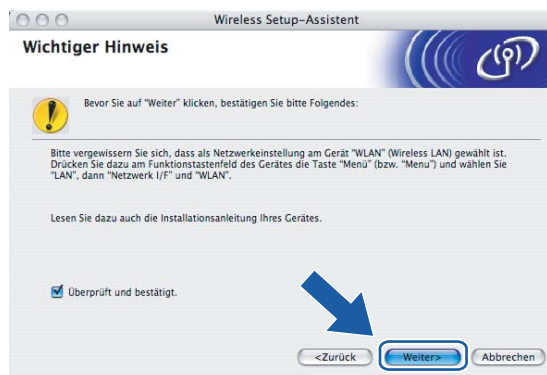 Wireless Setup-Assistent
Wichtiger Hinweis
Bevor Sie auf "Weiter" klicken, bestätigen Sie bitte Folgendes:
Bitte vergewissern Sie sich, dass als Netzwerkeinstellung am Gerät "WLAN" (Wireless LAN) gewählt ist.
Drücken Sie dazu am Funktionstastenfeld des Gerätes die Taste "Menü" (bzw. "Menu") und wählen Sie
"LAN", dann "Netzwerk I/F" und "WLAN".
Lesen Sie dazu auch die Installationsanleitung Ihres Gerätes.
Überprüft und bestätigt.
<Zurück Weiter> Abbrechen